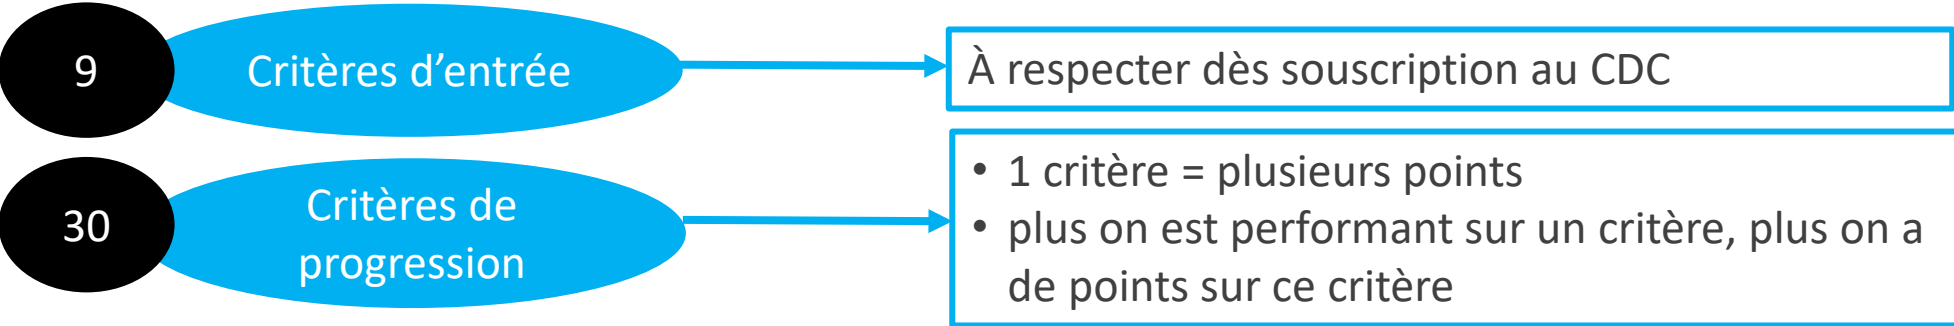 9
Critères d’entrée
À respecter dès souscription au CDC
30
Critères de
progression
• 1 critère = plusieurs points
• plus on est performant sur un critère, plus on a
de points sur ce critère